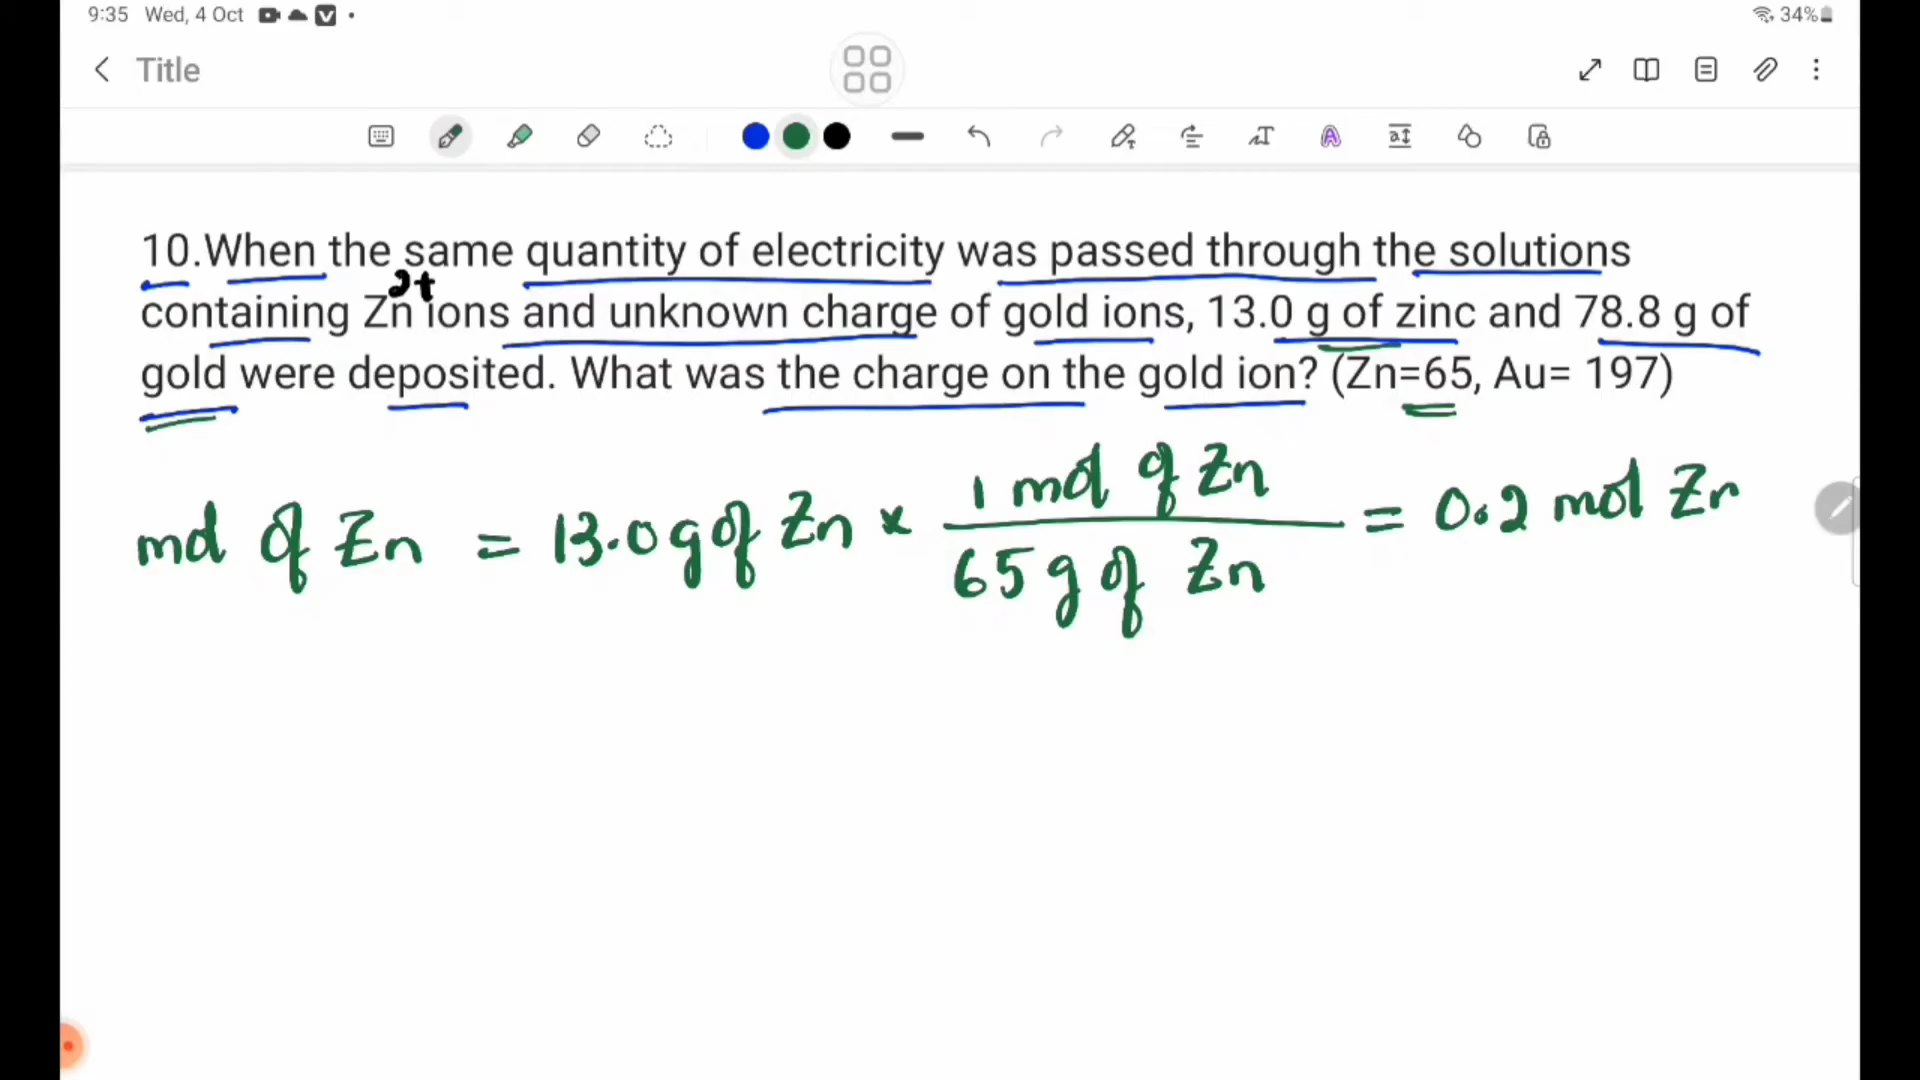 9:35 Wed, 4 Oct
34%
Title
10.When the same quantity of electricity was passed through the solutions
containing Zn2+ ions and unknown charge of gold ions, 13.0 g of zinc and 78.8 g of
gold were deposited. What was the charge on the gold ion? (Zn=65, Au= 197)
mol of Zn = 13.0 g of Zn × 1 mol of Zn / 65 g of Zn = 0.2 mol Zn